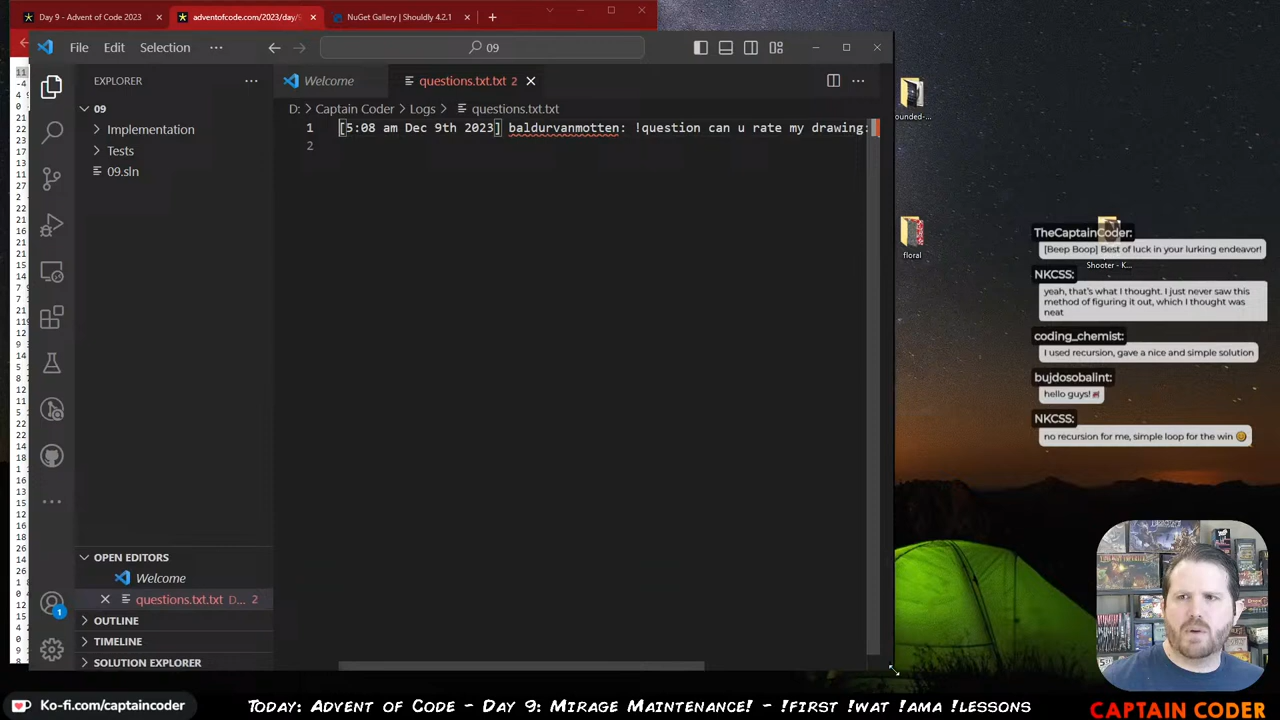 Day 9 - Advent of Code 2023
adventofcode.com/2023/day/
NuGet Gallery | Shouldly 4.2.1
File Edit Selection ...
09
EXPLORER
Welcome
questions.txt.txt 2
09
Implementation
Tests
09.sln
D: > Captain Coder > Logs > questions.txt.txt
1 [5:08 am Dec 9th 2023] baldurvanmotten: !question can u rate my drawing:
2
OPEN EDITORS
Welcome
questions.txt.txt D... 2
OUTLINE
TIMELINE
SOLUTION EXPLORER
1
ounded-...
floral
Shooter - K...
TheCaptainCoder:
[Beep Boop] Best of luck in your lurking endeavor!
NKCSS:
yeah, that's what I thought. I just never saw this
method of figuring it out, which I thought was
neat
coding_chemist:
I used recursion, gave a nice and simple solution
bujdosobalint:
hello guys!
NKCSS:
no recursion for me, simple loop for the win
Ko-fi.com/captaincoder
Today: Advent of Code - Day 9: Mirage Maintenance! - !first !wat !ama !lessons
CAPTAIN CODER